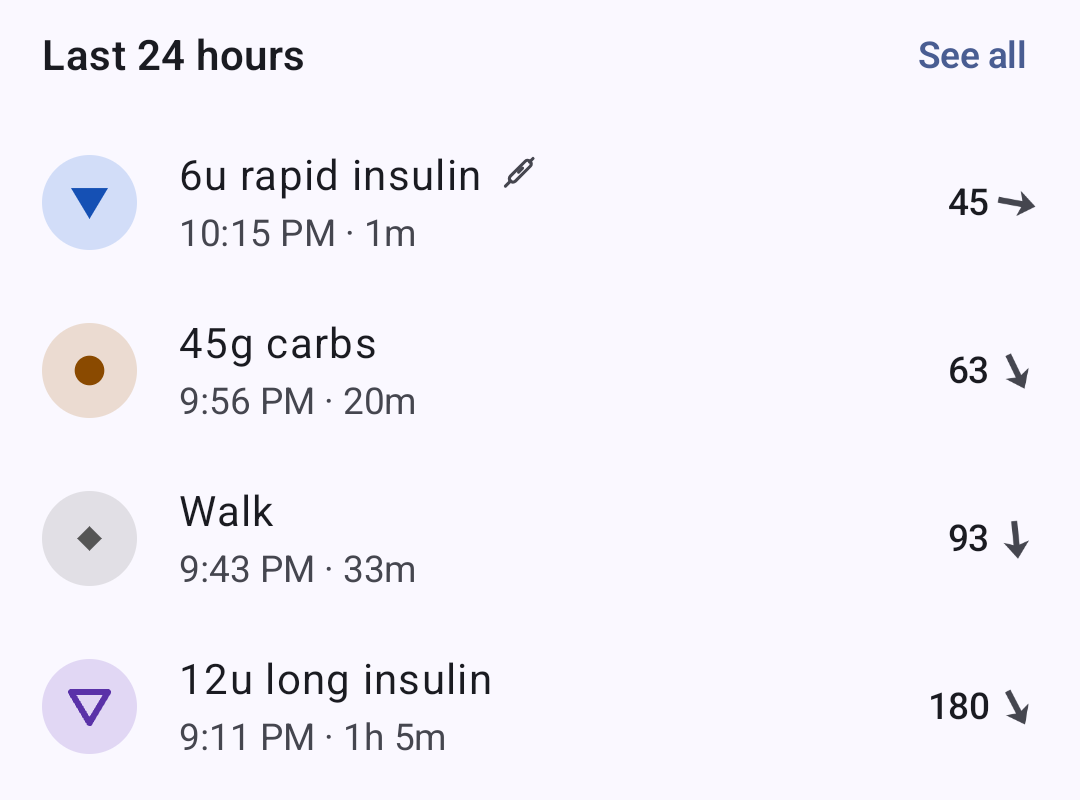 Last 24 hours
See all
6u rapid insulin
10:15 PM · 1m
45
45g carbs
9:56 PM · 20m
63
Walk
9:43 PM · 33m
93
12u long insulin
9:11 PM · 1h 5m
180